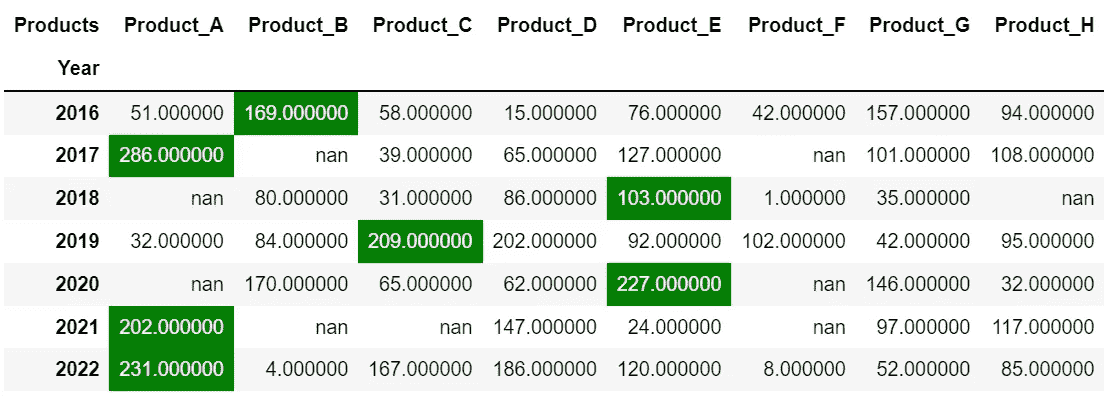 Products Product_A Product_B Product_C Product_D Product_E Product_F Product_G Product_H
Year
2016 51.000000 169.000000 58.000000 15.000000 76.000000 42.000000 157.000000 94.000000
2017 286.000000 nan 39.000000 65.000000 127.000000 nan 101.000000 108.000000
2018 nan 80.000000 31.000000 86.000000 103.000000 1.000000 35.000000 nan
2019 32.000000 84.000000 209.000000 202.000000 92.000000 102.000000 42.000000 95.000000
2020 nan 170.000000 65.000000 62.000000 227.000000 nan 146.000000 32.000000
2021 202.000000 nan nan 147.000000 24.000000 nan 97.000000 117.000000
2022 231.000000 4.000000 167.000000 186.000000 120.000000 8.000000 52.000000 85.000000